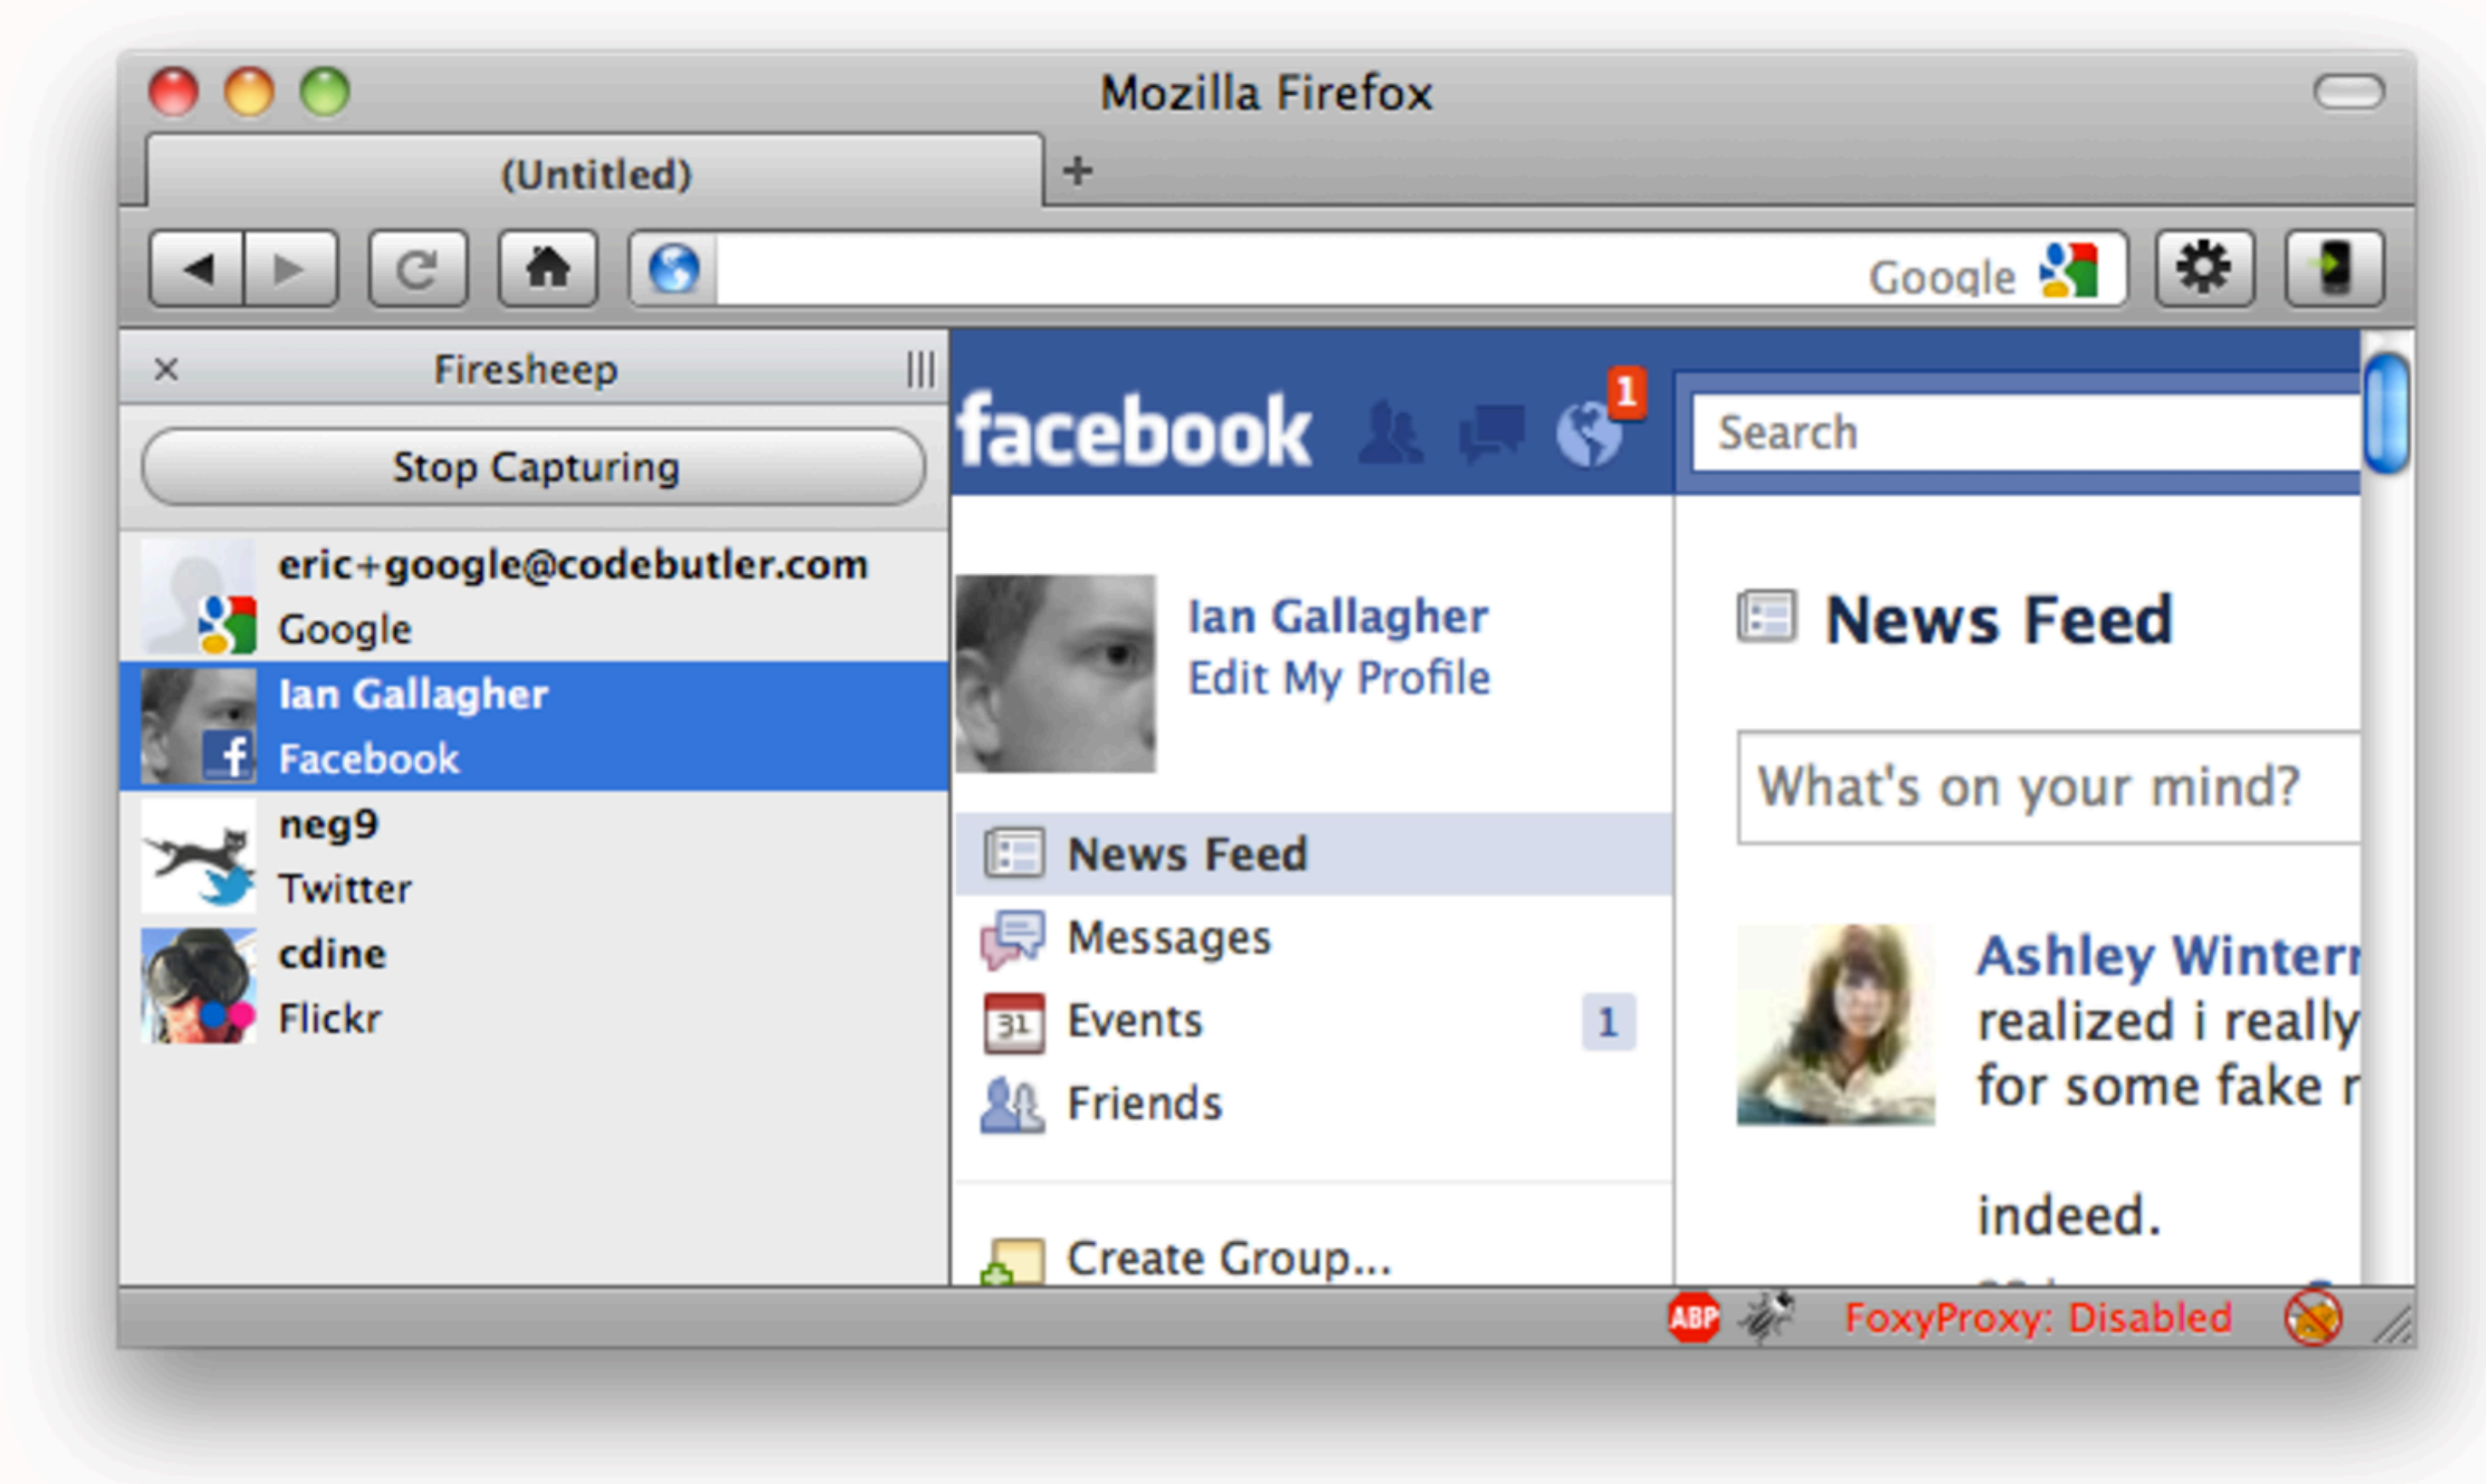 Mozilla Firefox
(Untitled)
+
Google
Firesheep
Stop Capturing
eric+google@codebutler.com
Google
Ian Gallagher
Facebook
neg9
Twitter
cdine
Flickr
facebook
1
Search
Ian Gallagher
Edit My Profile
News Feed
Messages
31
Events
1
Friends
Create Group...
News Feed
What's on your mind?
Ashley
realized i really
for some fake
indeed.
ABP
FoxyProxy: Disabled